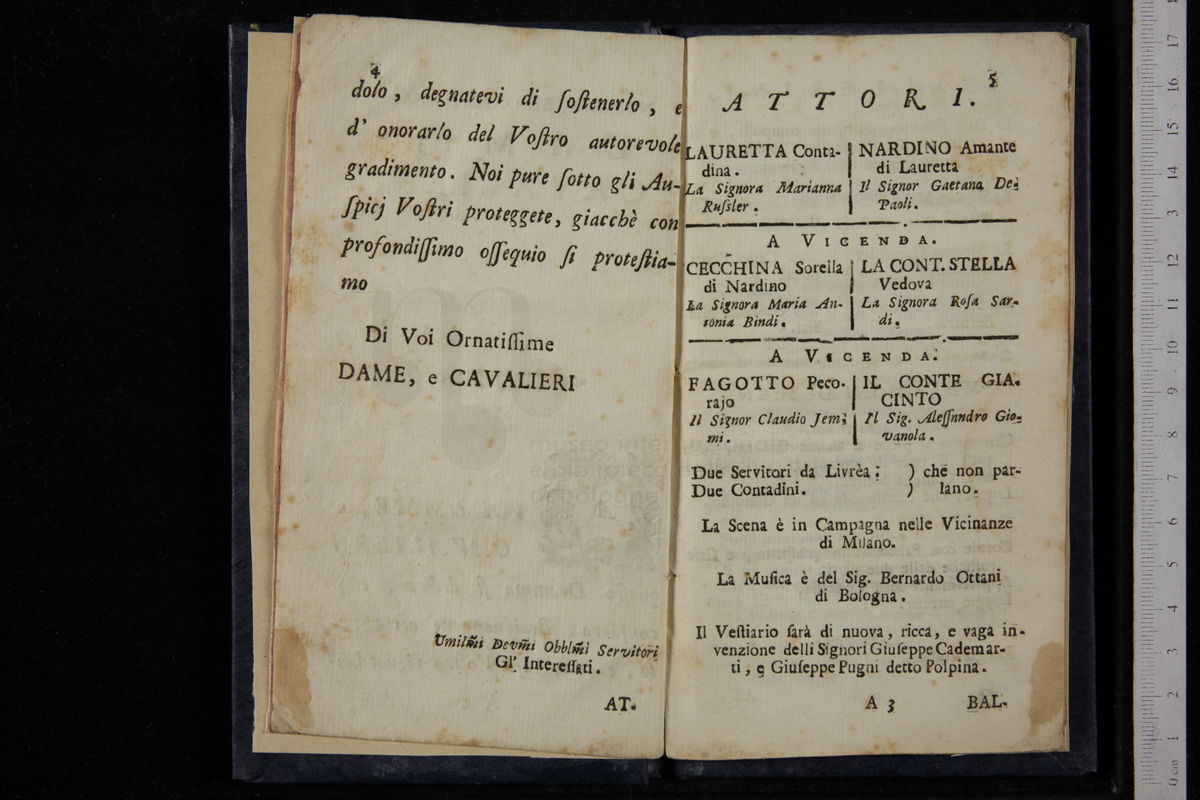 4
dolo, degnatevi di ſoſtenerlo, e
d' onorarlo del Voſtro autorevole
gradimento. Noi pure ſotto gli Au-
ſpicj Voſtri proteggete, giacchè con
profondiſſimo oſſequio ſi proteſtia-
mo
Di Voi Ornatiſſime
DAME, e CAVALIERI
Umilm̃i Devm̃i Obblm̃i Servitori
Gl' Intereſſati.
AT.
5
ATTORI.
LAURETTA Conta-
dina.
La Signora Marianna
Ruſsler.
NARDINO Amante
di Lauretta
Il Signor Gaetana De
Paoli.
A VICENDA.
CECCHINA Sorella
di Nardino
La Signora Maria An-
tonia Bindi.
LA CONT. STELLA
Vedova
La Signora Roſa Sar-
di.
A VICENDA.
FAGOTTO Peco-
rajo
Il Signor Claudio Jem-
mi.
IL CONTE GIA-
CINTO
Il Sig. Aleſſandro Gio-
vanola.
Due Servitori da Livrèa: ) che non par-
Due Contadini. ) lano.
La Scena è in Campagna nelle Vicinanze
di Milano.
La Muſica è del Sig. Bernardo Ottani
di Bologna.
Il Veſtiario ſarà di nuova, ricca, e vaga in-
venzione delli Signori Giuſeppe Cademar-
ti, e Giuſeppe Pugni detto Polpina.
A 3 BAL-